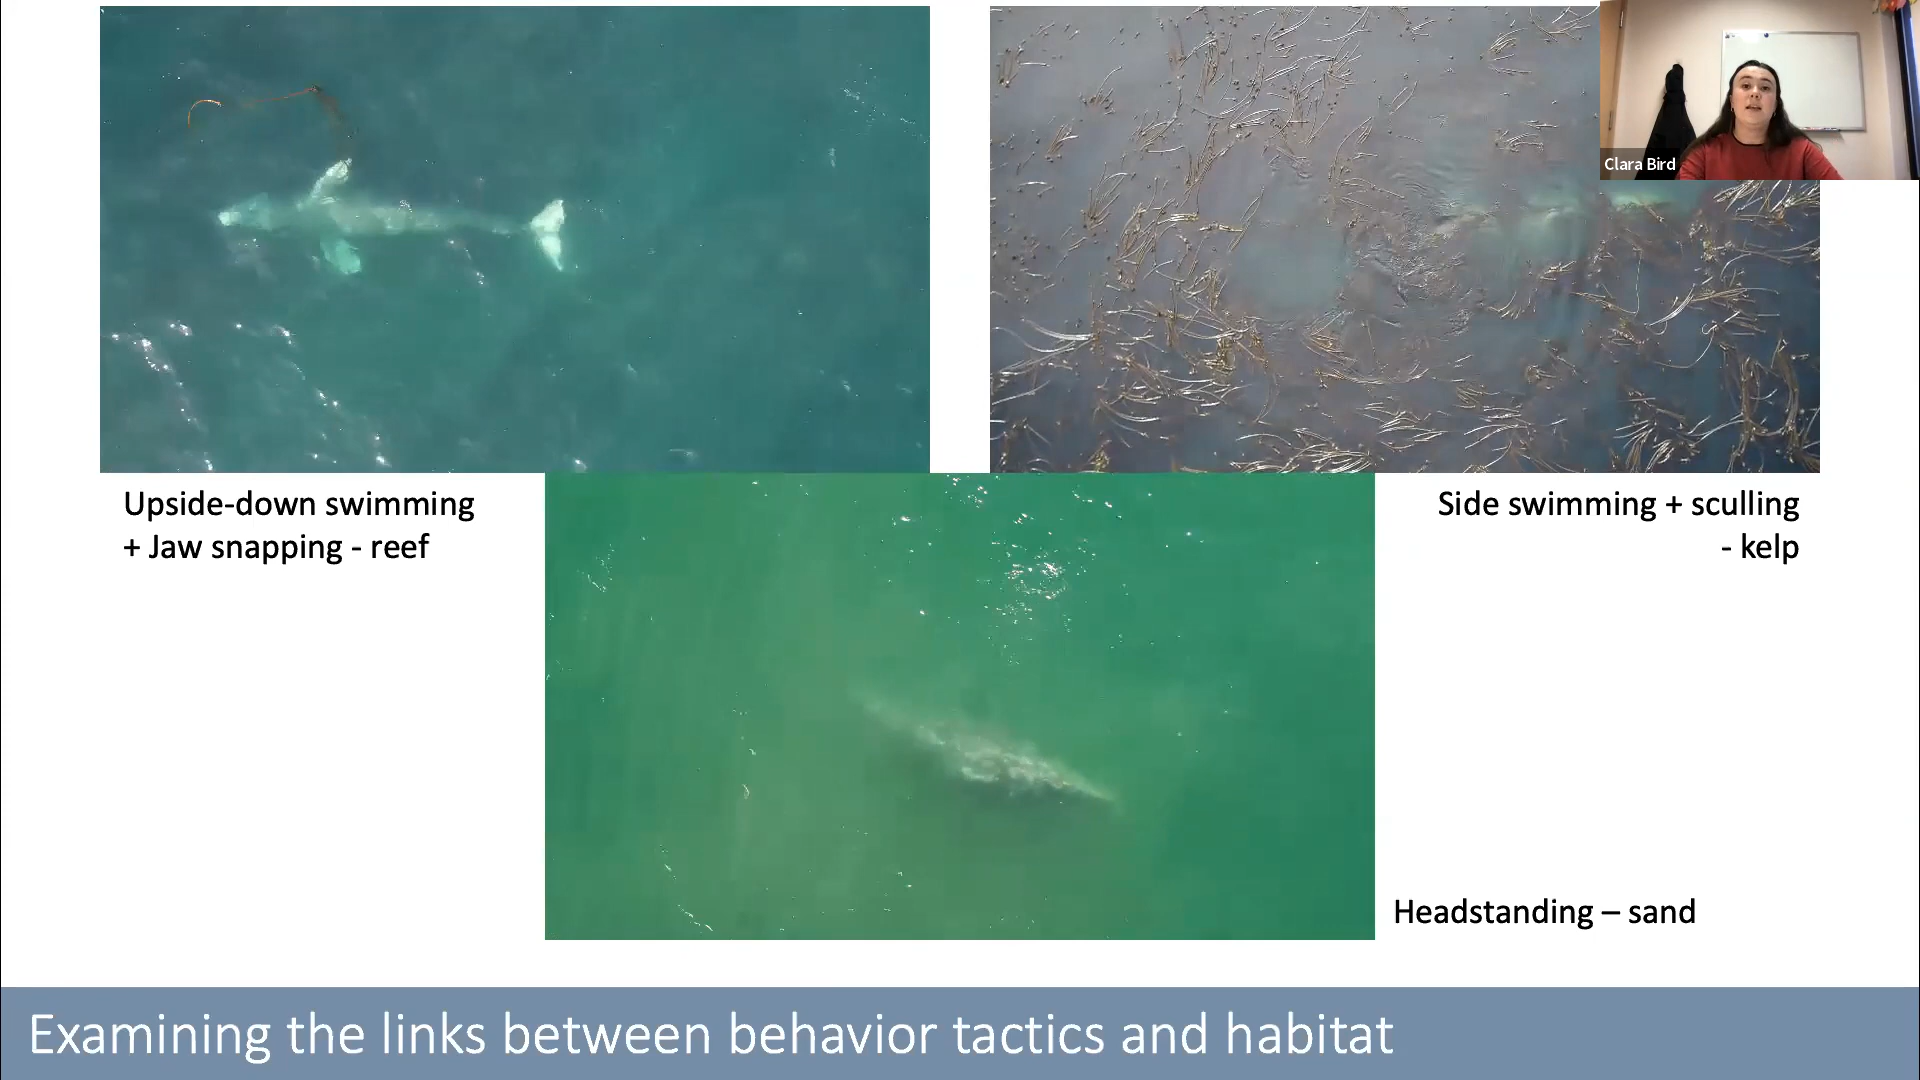 Clara Bird
Upside-down swimming
+ Jaw snapping - reef
Side swimming + sculling
- kelp
Headstanding – sand
Examining the links between behavior tactics and habitat